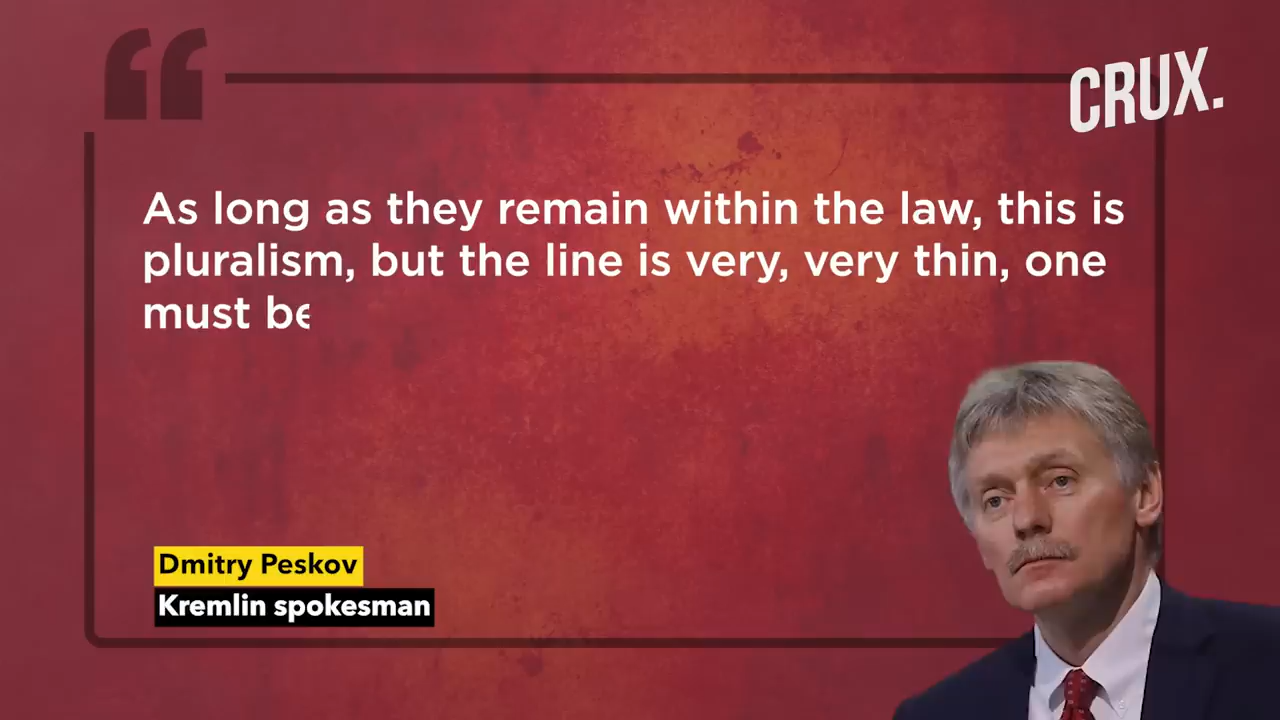 CRUX.
As long as they remain within the law, this is
pluralism, but the line is very, very thin, one
must be
Dmitry Peskov
Kremlin spokesman